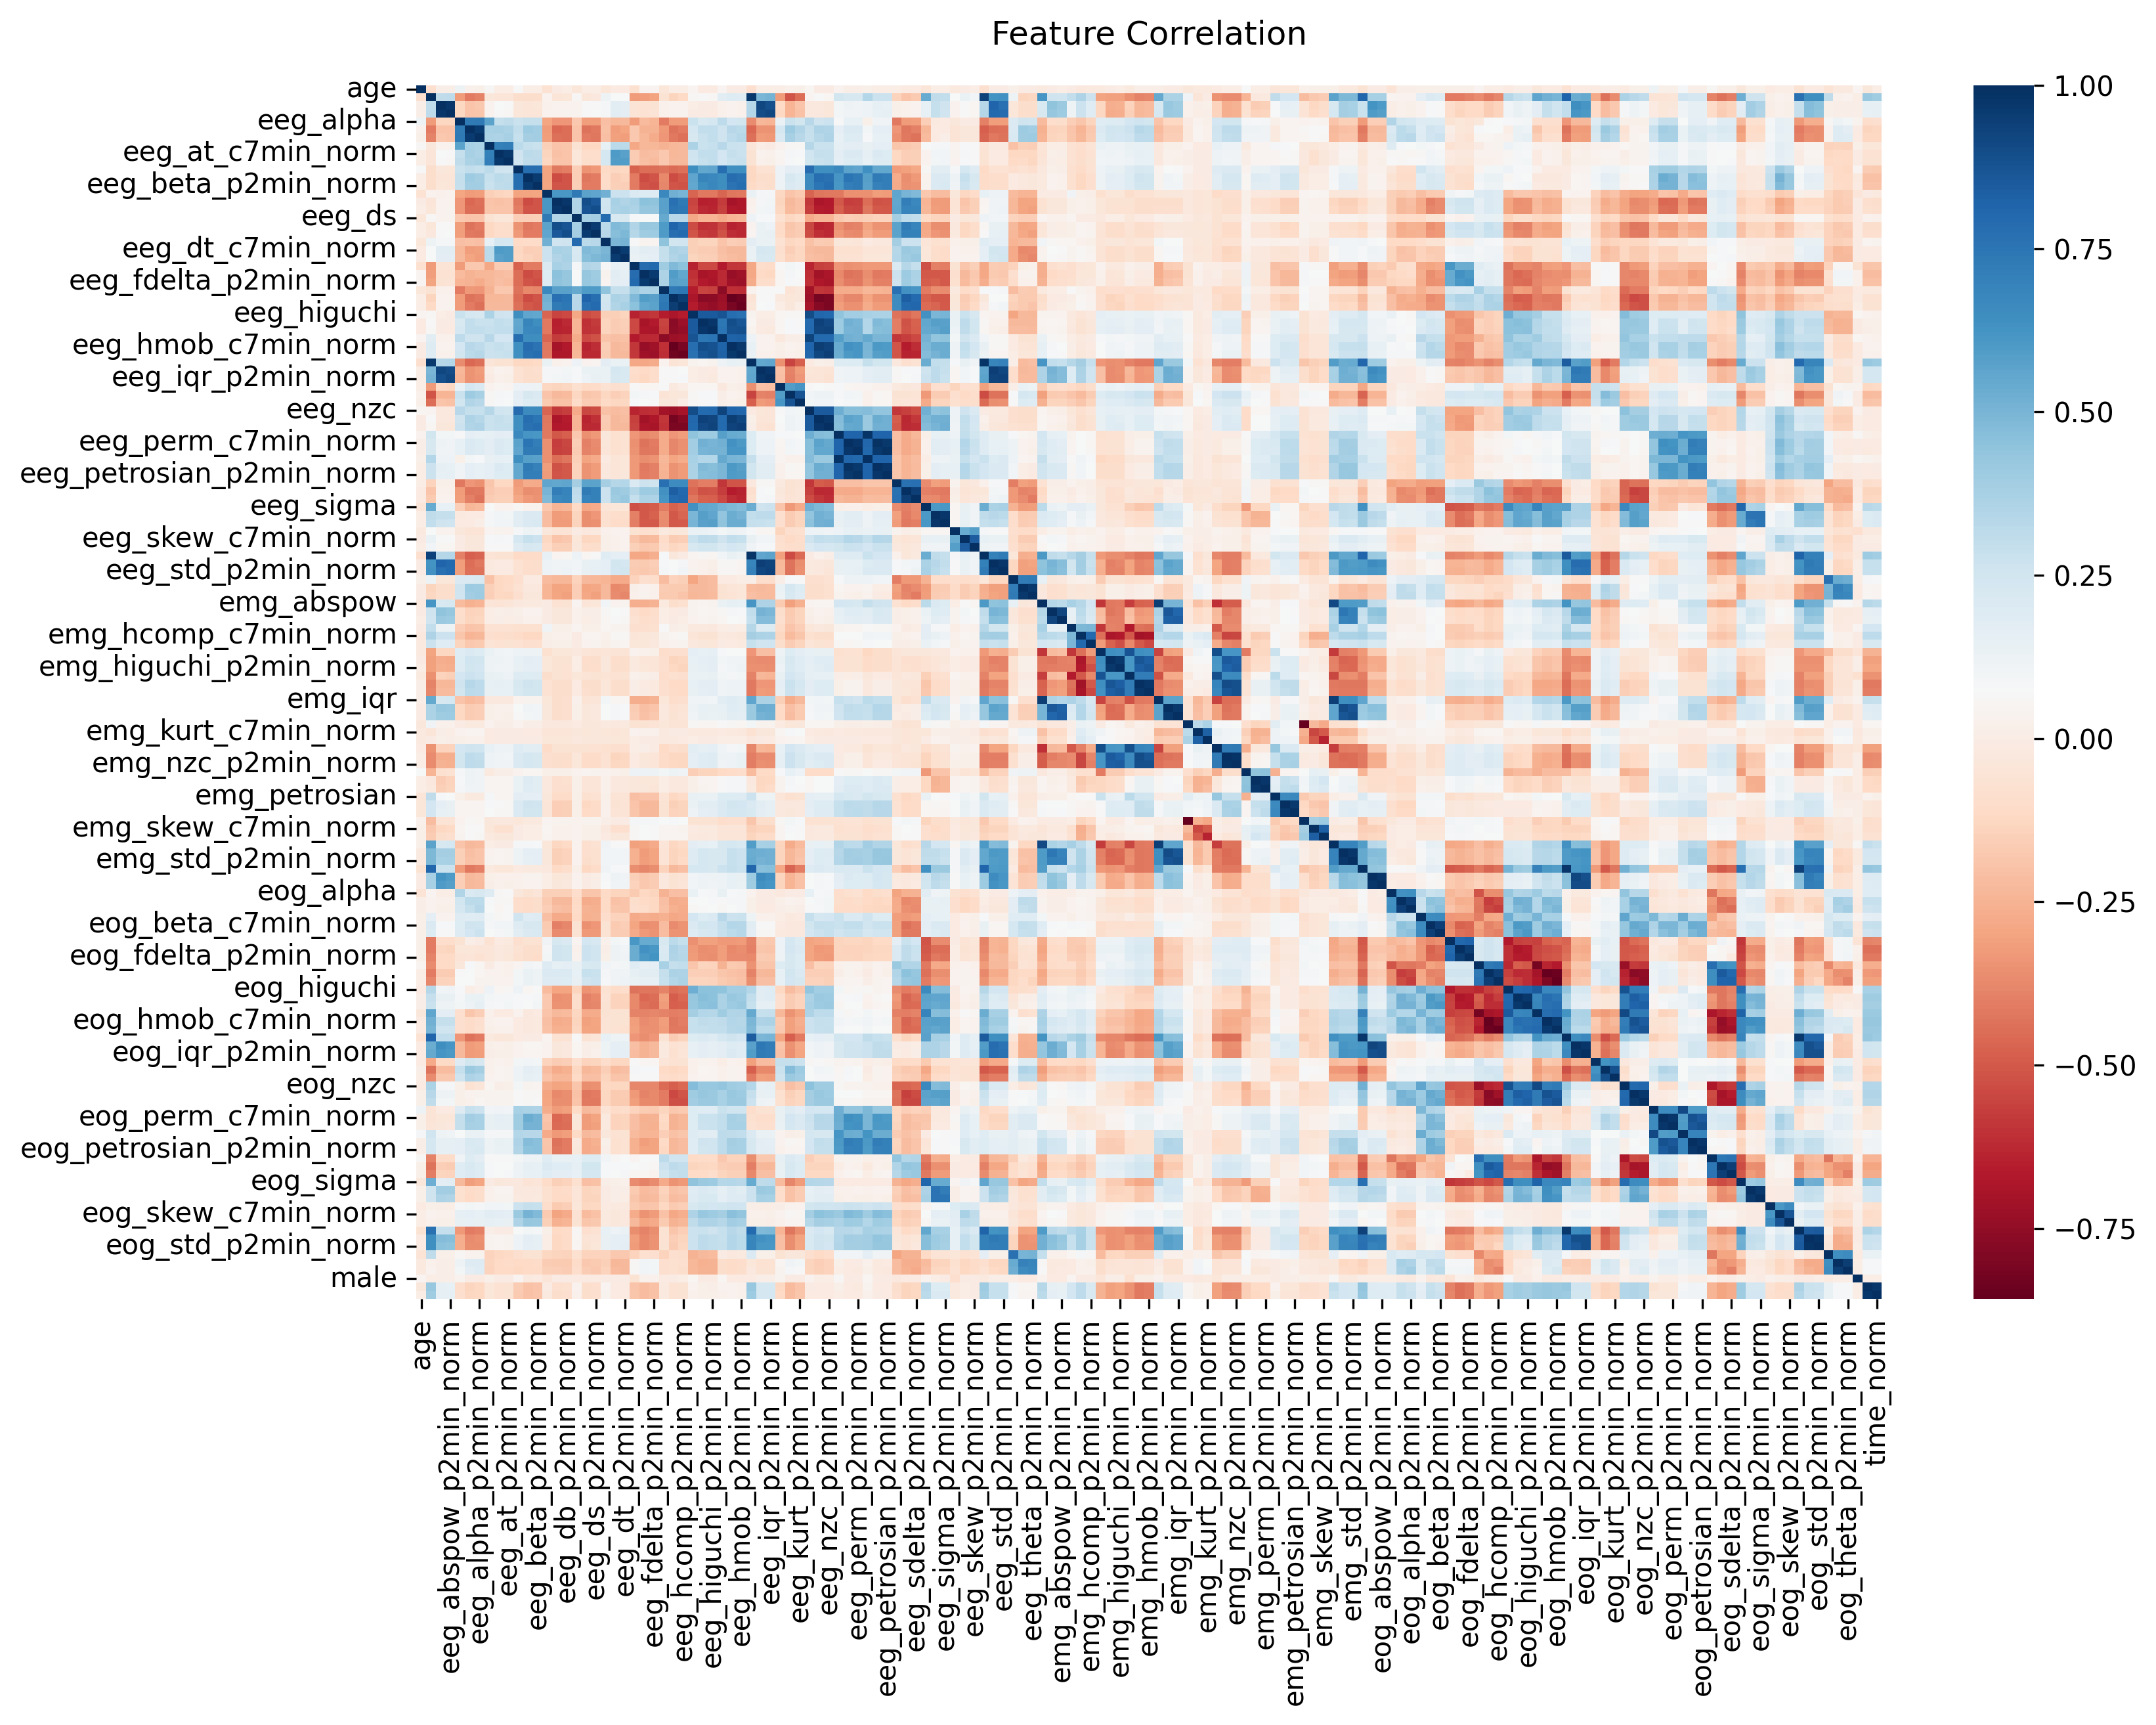 Feature Correlation
age
eeg_alpha
eeg_at_c7min_norm
eeg_beta_p2min_norm
eeg_ds
eeg_dt_c7min_norm
eeg_fdelta_p2min_norm
eeg_higuchi
eeg_hmob_c7min_norm
eeg_iqr_p2min_norm
eeg_nzc
eeg_perm_c7min_norm
eeg_petrosian_p2min_norm
eeg_sigma
eeg_skew_c7min_norm
eeg_std_p2min_norm
emg_abspow
emg_hcomp_c7min_norm
emg_higuchi_p2min_norm
emg_iqr
emg_kurt_c7min_norm
emg_nzc_p2min_norm
emg_petrosian
emg_skew_c7min_norm
emg_std_p2min_norm
eog_alpha
eog_beta_c7min_norm
eog_fdelta_p2min_norm
eog_higuchi
eog_hmob_c7min_norm
eog_iqr_p2min_norm
eog_nzc
eog_perm_c7min_norm
eog_petrosian_p2min_norm
eog_sigma
eog_skew_c7min_norm
eog_std_p2min_norm
male
age
eeg_abspow_p2min_norm
eeg_alpha_p2min_norm
eeg_at_p2min_norm
eeg_beta_p2min_norm
eeg_db_p2min_norm
eeg_ds_p2min_norm
eeg_dt_p2min_norm
eeg_fdelta_p2min_norm
eeg_hcomp_p2min_norm
eeg_higuchi_p2min_norm
eeg_hmob_p2min_norm
eeg_iqr_p2min_norm
eeg_kurt_p2min_norm
eeg_nzc_p2min_norm
eeg_perm_p2min_norm
eeg_petrosian_p2min_norm
eeg_sdelta_p2min_norm
eeg_sigma_p2min_norm
eeg_skew_p2min_norm
eeg_std_p2min_norm
eeg_theta_p2min_norm
emg_abspow_p2min_norm
emg_hcomp_p2min_norm
emg_higuchi_p2min_norm
emg_hmob_p2min_norm
emg_iqr_p2min_norm
emg_kurt_p2min_norm
emg_nzc_p2min_norm
emg_perm_p2min_norm
emg_petrosian_p2min_norm
emg_skew_p2min_norm
emg_std_p2min_norm
eog_abspow_p2min_norm
eog_alpha_p2min_norm
eog_beta_p2min_norm
eog_fdelta_p2min_norm
eog_hcomp_p2min_norm
eog_higuchi_p2min_norm
eog_hmob_p2min_norm
eog_iqr_p2min_norm
eog_kurt_p2min_norm
eog_nzc_p2min_norm
eog_perm_p2min_norm
eog_petrosian_p2min_norm
eog_sdelta_p2min_norm
eog_sigma_p2min_norm
eog_skew_p2min_norm
eog_std_p2min_norm
eog_theta_p2min_norm
time_norm
1.00
0.75
0.50
0.25
0.00
−0.25
−0.50
−0.75